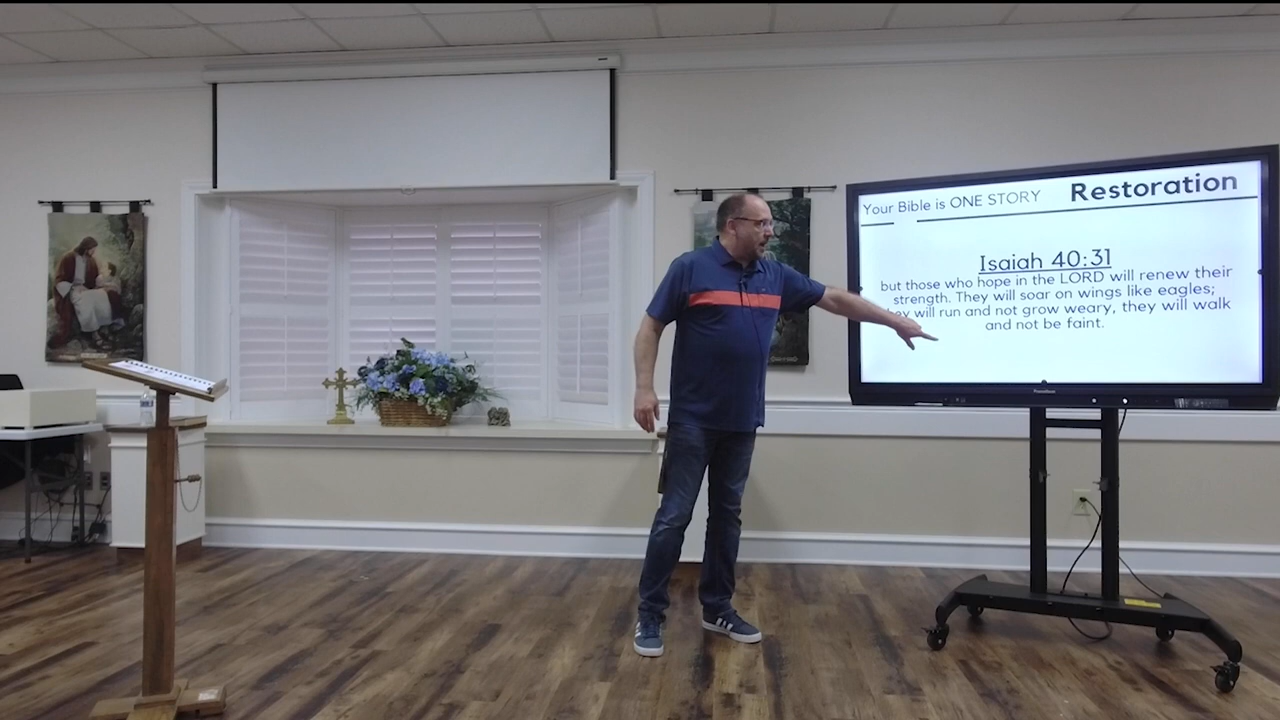 Your Bible is ONE STORY Restoration
Isaiah 40:31
but those who hope in the LORD will renew their
strength. They will soar on wings like eagles;
will run and not grow weary, they will walk
and not be faint.